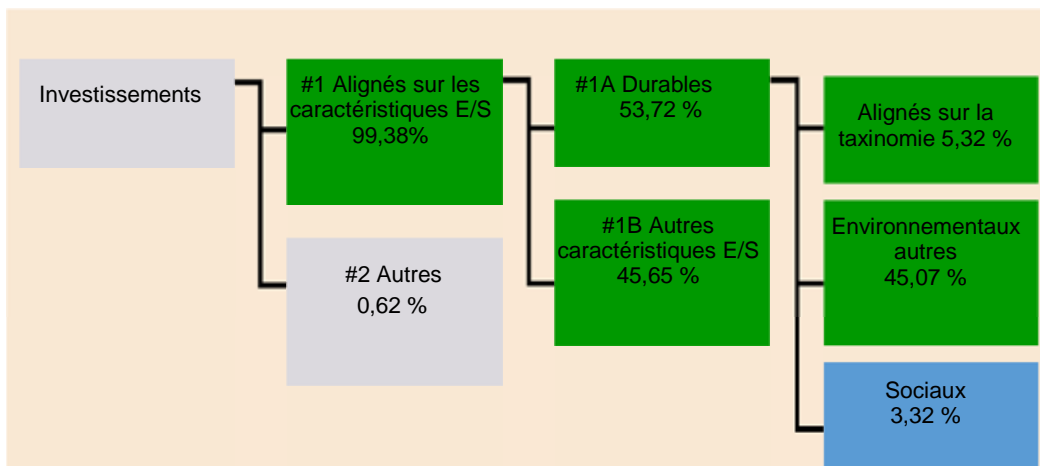 Investissements
#1 Alignés sur les
caractéristiques E/S
99,38%
#2 Autres
0,62 %
#1A Durables
53,72 %
#1B Autres
caractéristiques E/S
45,65 %
Alignés sur la
taxinomie 5,32 %
Environnementaux
autres
45,07 %
Sociaux
3,32 %